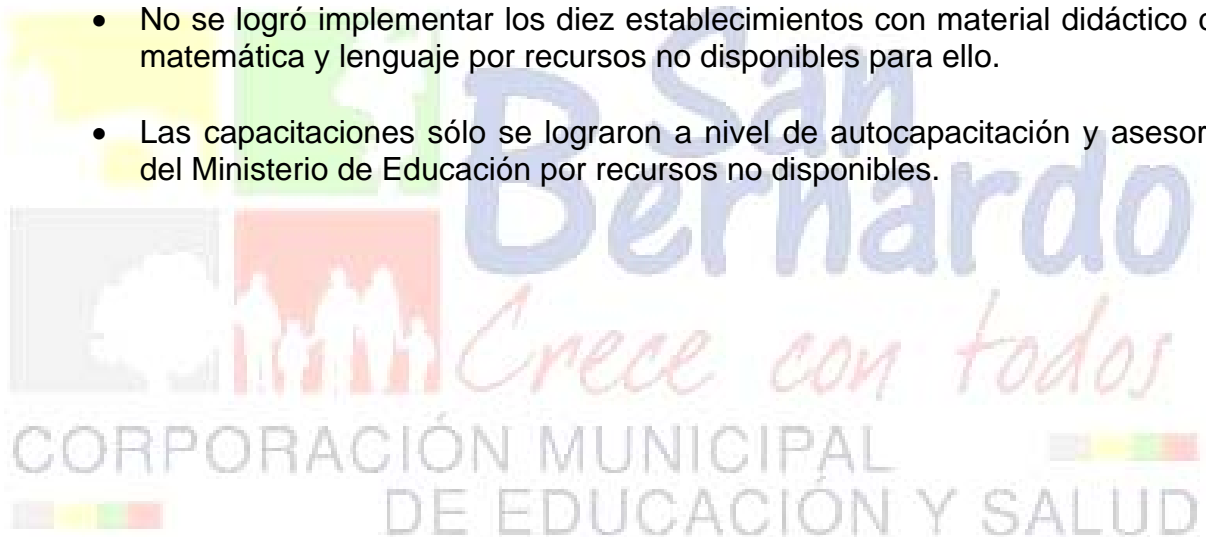 • No se logró implementar los diez establecimientos con material didáctico
matemática y lenguaje por recursos no disponibles para ello.
• Las capacitaciones sólo se lograron a nivel de autocapacitación y
del Ministerio de Educación por recursos no disponibles.
San
Bernardo
Crece con todos
CORPORACIÓN MUNICIPAL
DE EDUCACIÓN Y SALUD